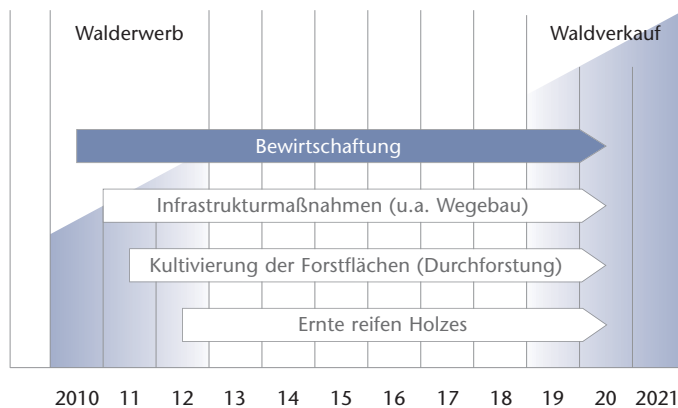 Walderwerb Waldverkauf
Bewirtschaftung
Infrastrukturmaßnahmen (u.a. Wegebau)
Kultivierung der Forstflächen (Durchforstung)
Ernte reifen Holzes
2010 11 12 13 14 15 16 17 18 19 20 2021